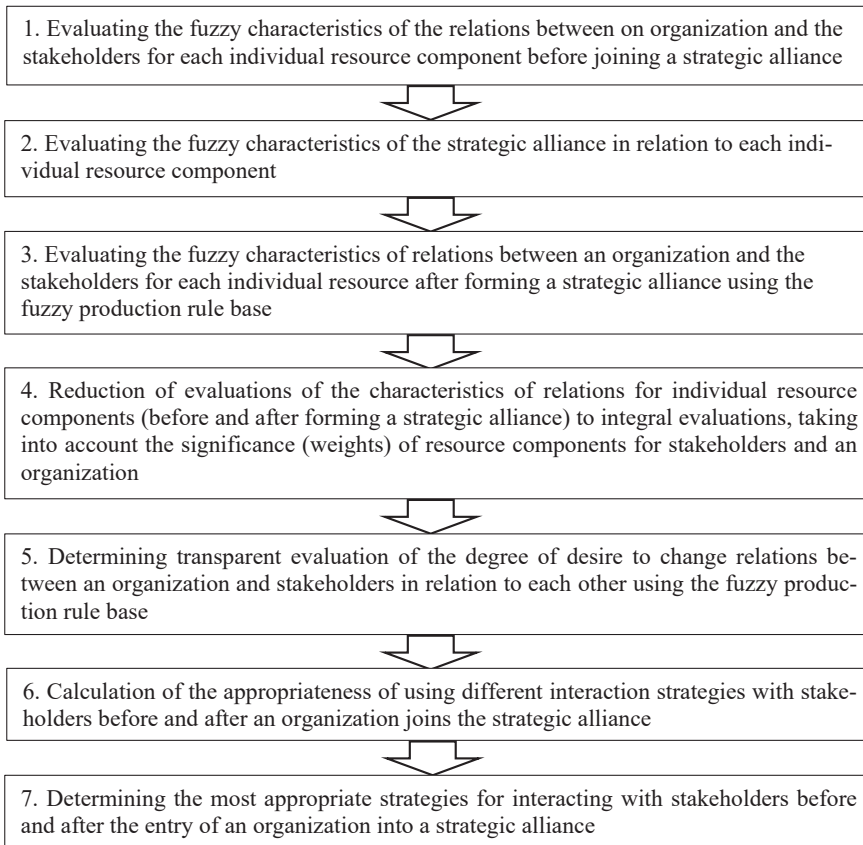 1. Evaluating the fuzzy characteristics of the relations between on organization and the
stakeholders for each individual resource component before joining a strategic alliance
2. Evaluating the fuzzy characteristics of the strategic alliance in relation to each indi-
vidual resource component
3. Evaluating the fuzzy characteristics of relations between an organization and the
stakeholders for each individual resource after forming a strategic alliance using the
fuzzy production rule base
4. Reduction of evaluations of the characteristics of relations for individual resource
components (before and after forming a strategic alliance) to integral evaluations, taking
into account the significance (weights) of resource components for stakeholders and an
organization
5. Determining transparent evaluation of the degree of desire to change relations be-
tween an organization and stakeholders in relation to each other using the fuzzy produc-
tion rule base
6. Calculation of the appropriateness of using different interaction strategies with stake-
holders before and after an organization joins the strategic alliance
7. Determining the most appropriate strategies for interacting with stakeholders before
and after the entry of an organization into a strategic alliance